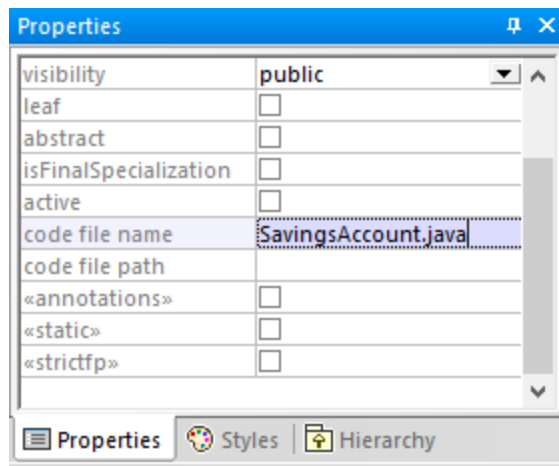 Properties
visibility public
leaf
abstract
isFinalSpecialization
active
code file name SavingsAccount.java
code file path
«annotations»
«static»
«strictfp»
Properties Styles Hierarchy